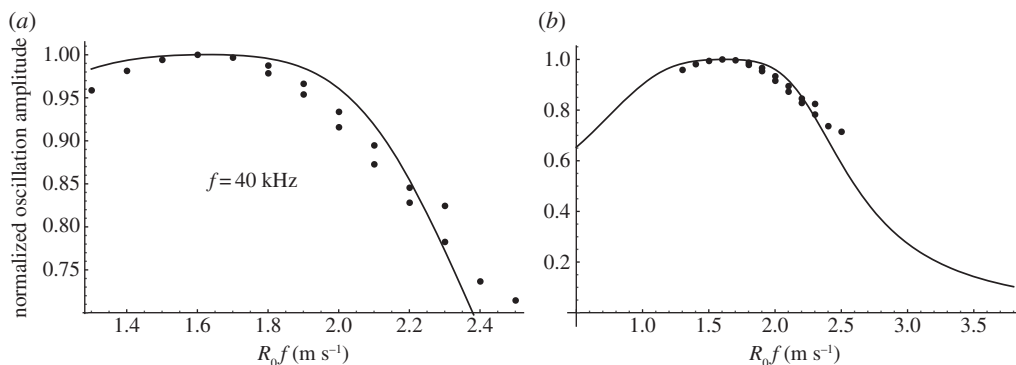 (a)
normalized oscillation amplitude
1.00
0.95
0.90
0.85
0.80
0.75
f = 40 kHz
1.4 1.6 1.8 2.0 2.2 2.4
R₀f (m s⁻¹)
(b)
1.0
0.8
0.6
0.4
0.2
1.0 1.5 2.0 2.5 3.0 3.5
R₀f (m s⁻¹)